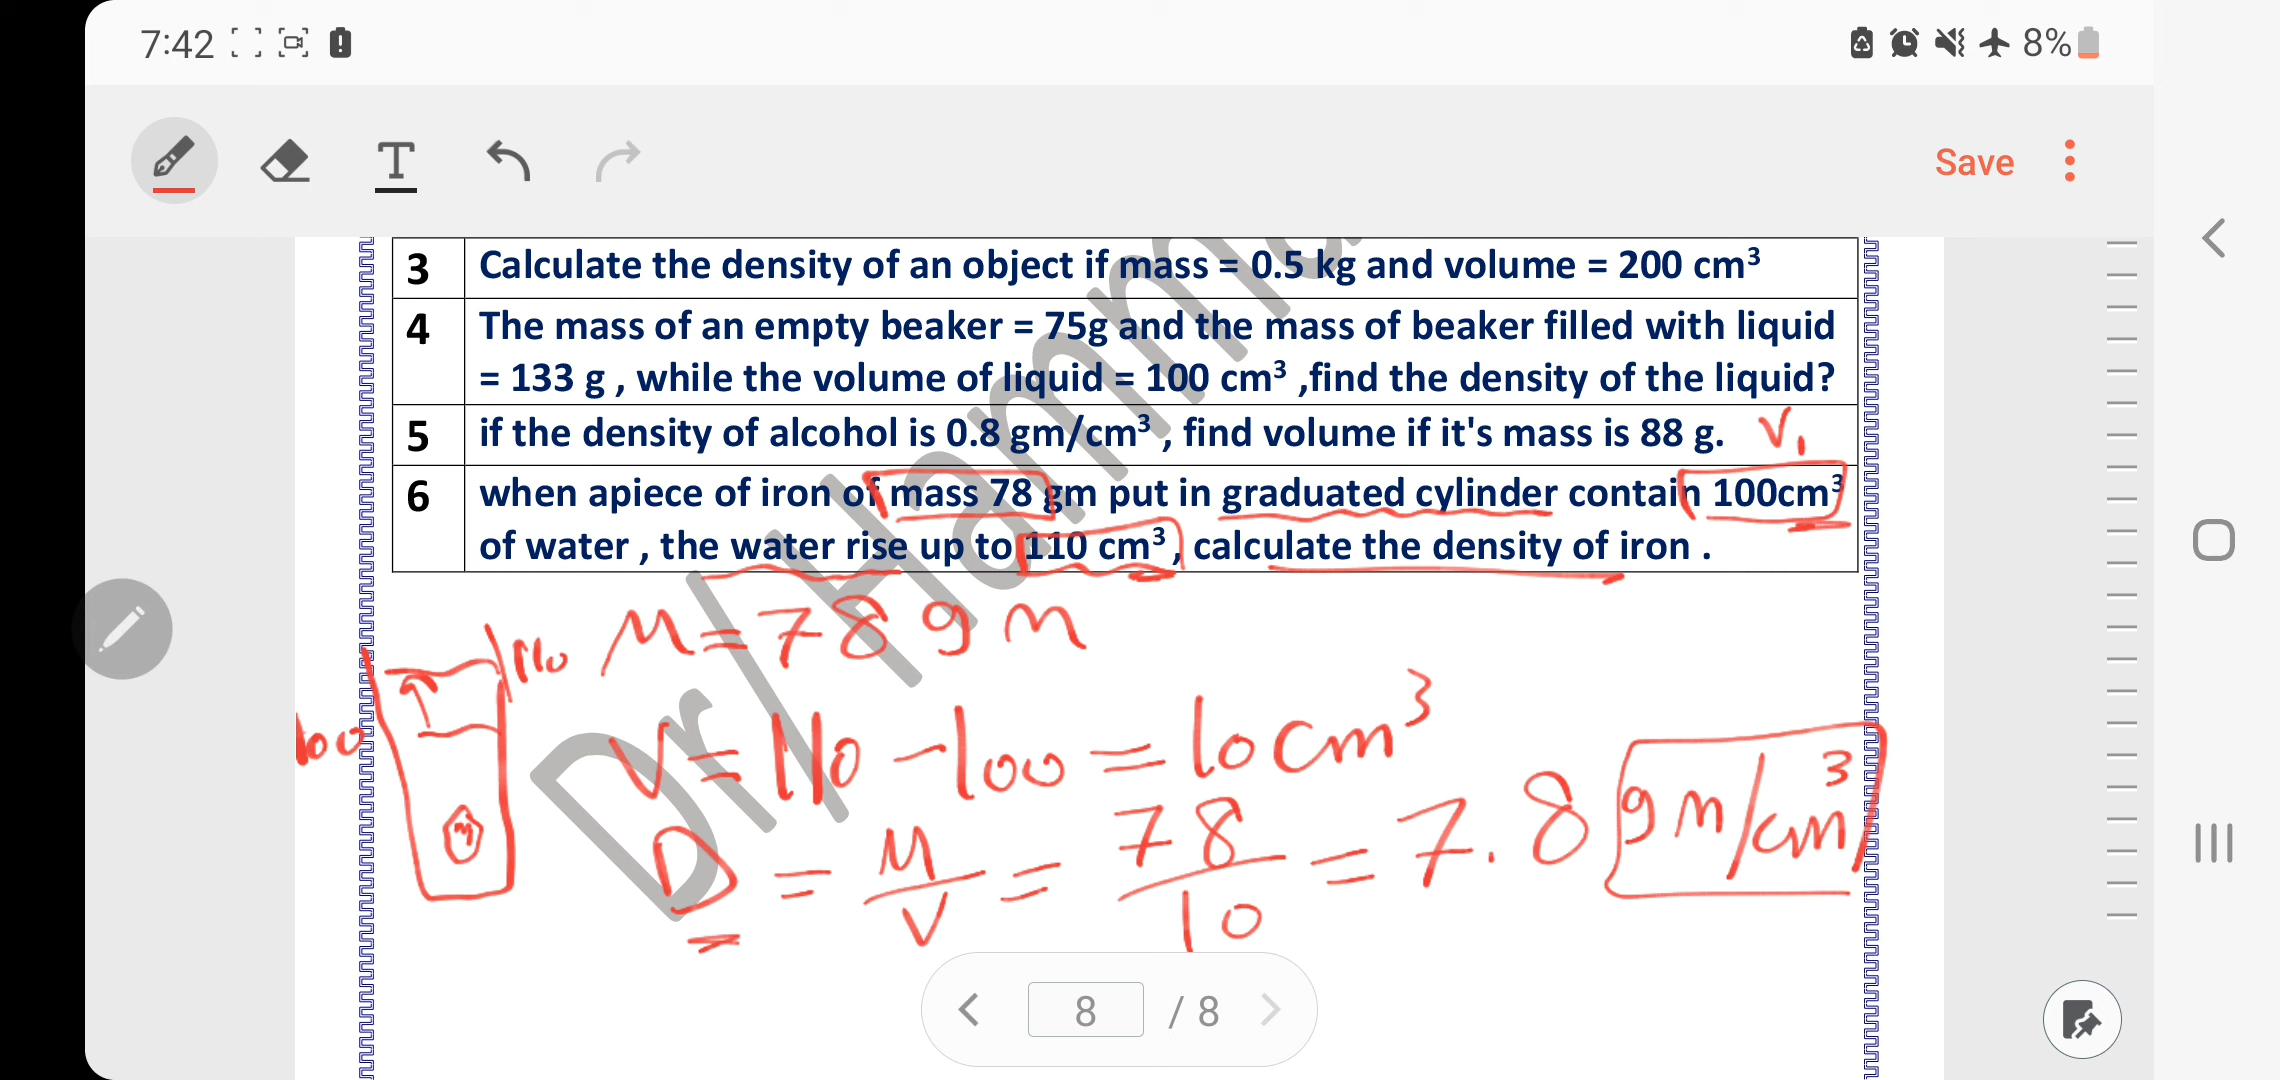 7:42
8%
T
Save
3 Calculate the density of an object if mass = 0.5 kg and volume = 200 cm³
4 The mass of an empty beaker = 75g and the mass of beaker filled with liquid
= 133 g , while the volume of liquid = 100 cm³ ,find the density of the liquid?
5 if the density of alcohol is 0.8 gm/cm³ , find volume if it's mass is 88 g. V₁
6 when apiece of iron of mass 78 gm put in graduated cylinder contain 100cm³
of water , the water rise up to 110 cm³, calculate the density of iron .
110 M = 78 gm
100 V = 110 - 100 = 10 cm³
D = M/V = 78/10 = 7.8 gm/cm³
8 / 8